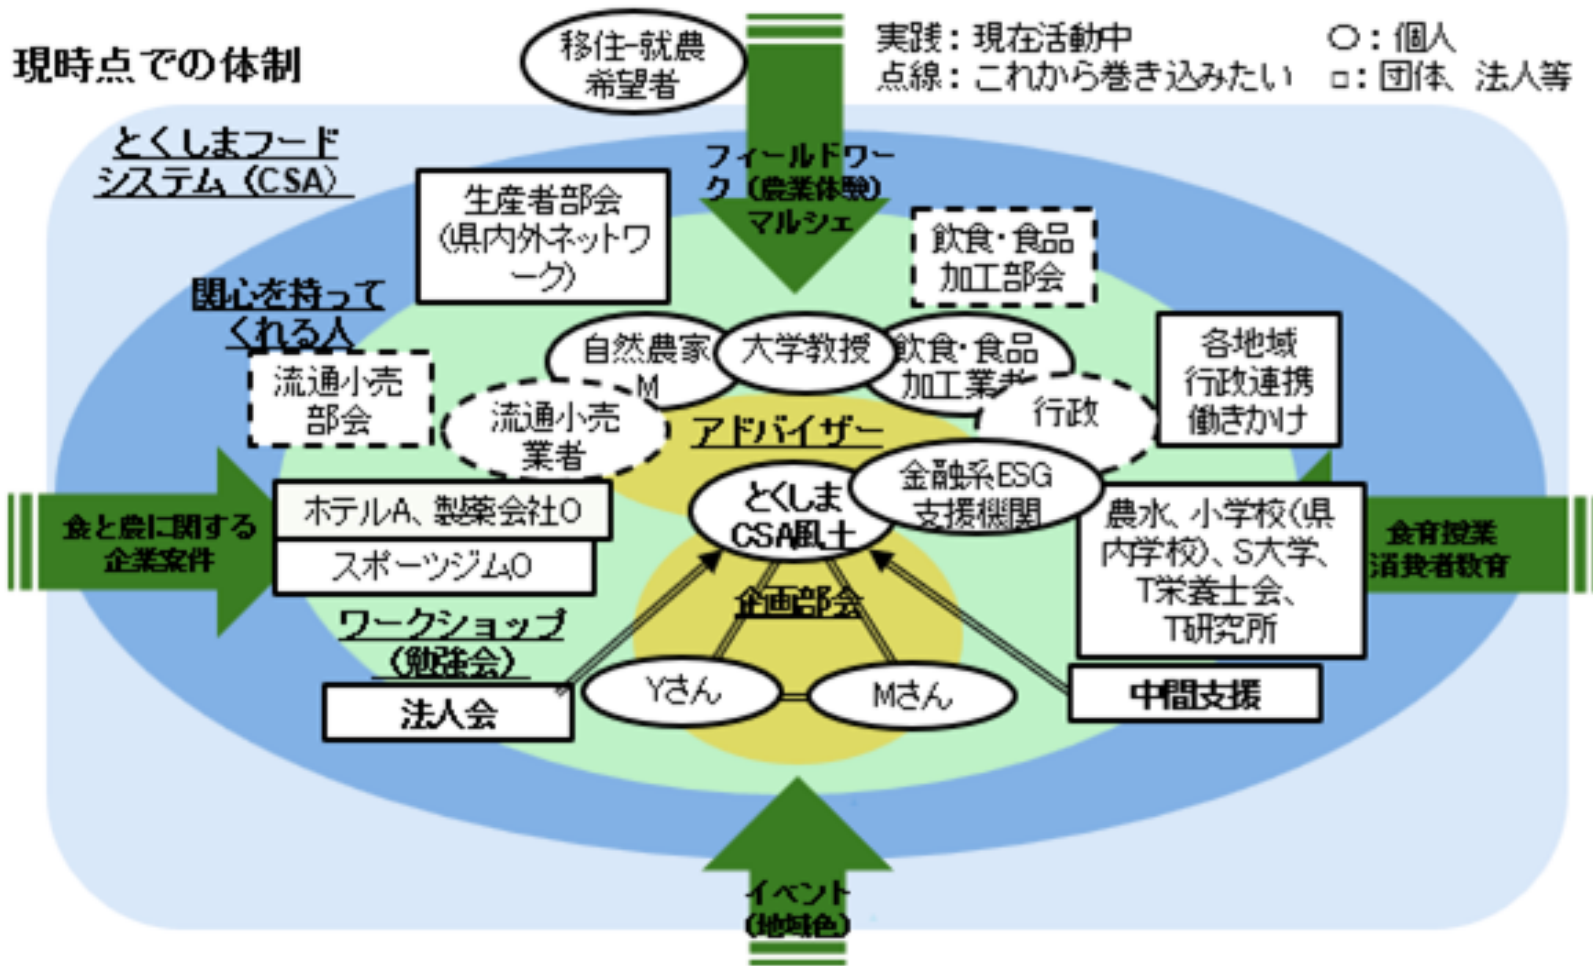 現時点での体制
移住-就農
希望者
実践：現在活動中
点線：これから巻き込みたい
○：個人
□：団体、法人等
とくしまフード
システム（CSA）
フィールドワー
ク（農業体験）
マルシェ
生産者部会
(県内外ネットワ
ーク)
飲食・食品
加工部会
関心を持って
くれる人
流通小売
部会
自然農家
M
大学教授
飲食・食品
加工業者
各地域
行政連携
働きかけ
流通小売
業者
行政
アドバイザー
とくしま
CSA風土
金融系ESG
支援機関
ホテルA、製薬会社O
スポーツジムO
食と農に関する
企業案件
農水、小学校(県
内学校)、S大学、
T栄養士会、
T研究所
食育授業
消費者教育
企画部会
ワークショップ
（勉強会）
法人会
Yさん
Mさん
中間支援
イベント
(地域色)